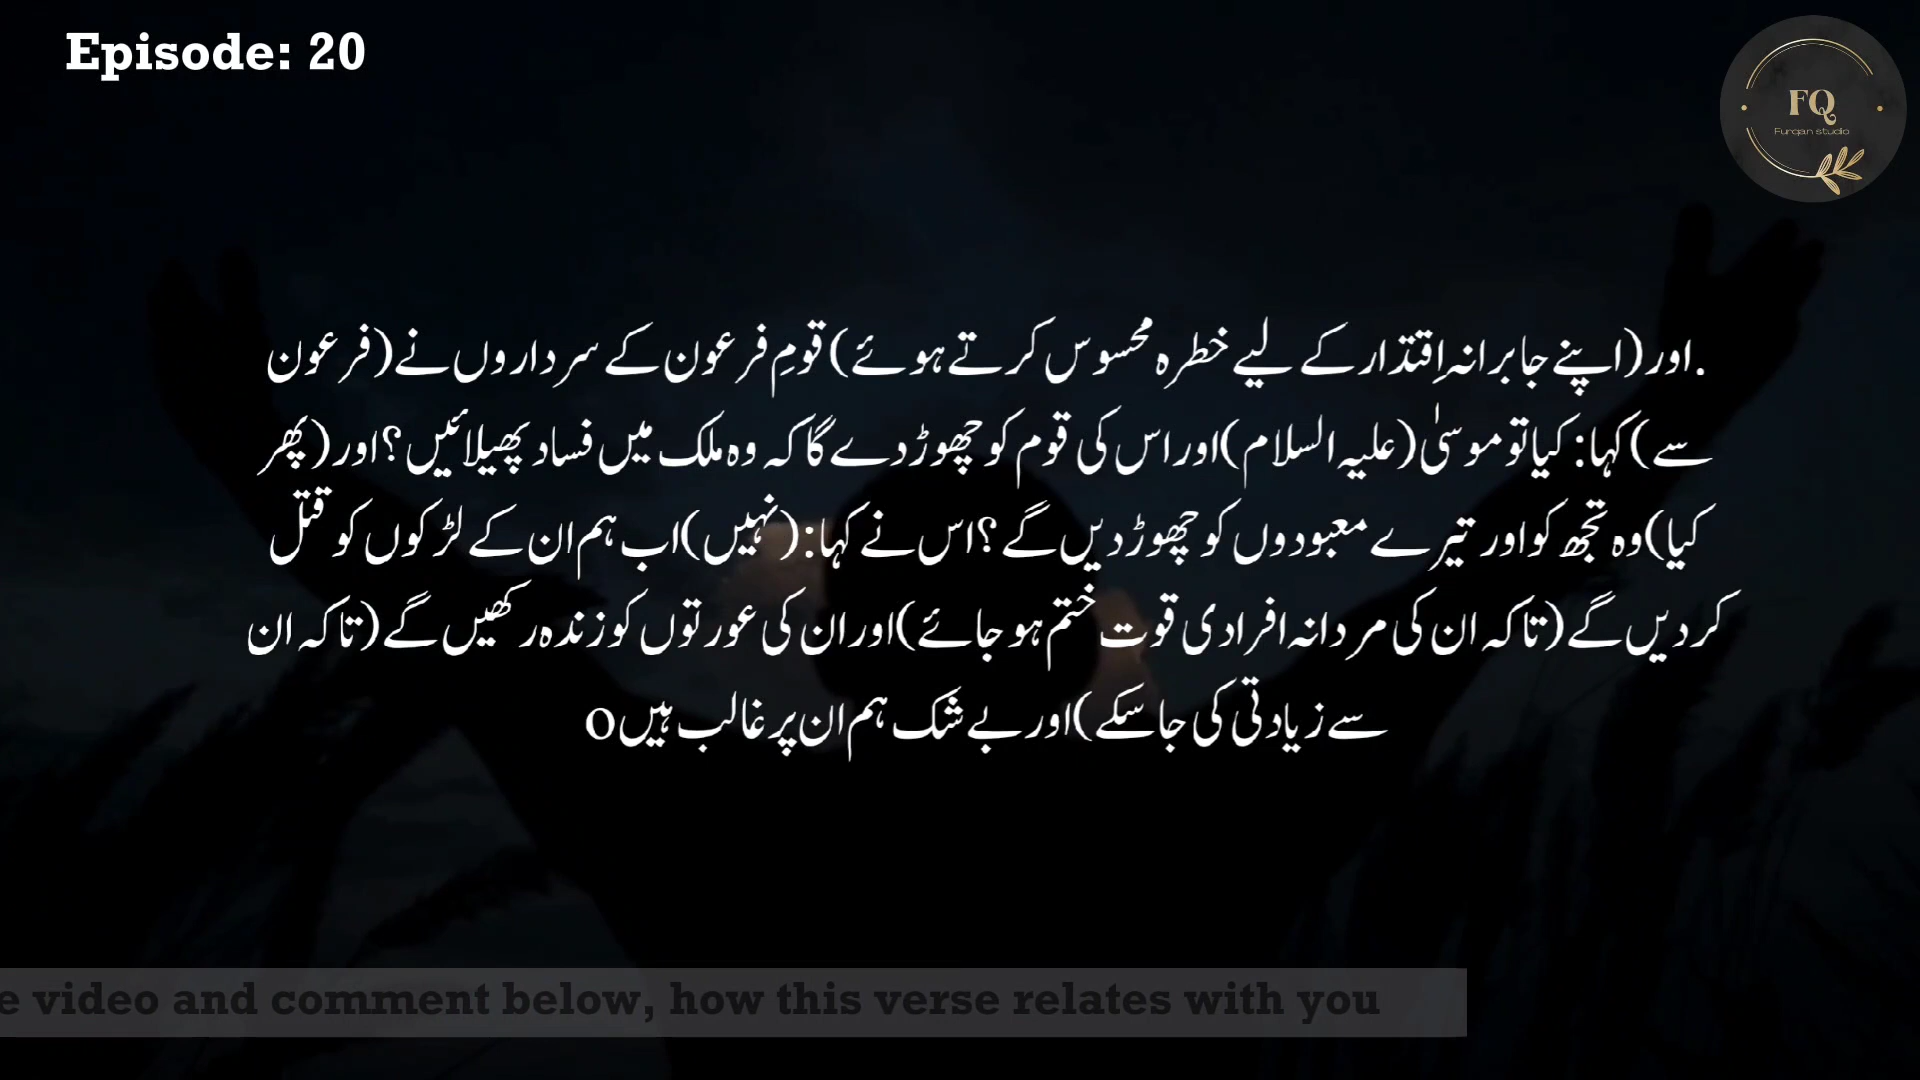 Episode: 20
FQ
Furqan studio
.اور (اپنے جابرانہ اِقتدار کے لیے خطرہ محسوس کرتے ہوئے) قومِ فرعون کے سرداروں نے (فرعون
سے) کہا: کیا تو موسیٰ (علیہ السلام) اور اس کی قوم کو چھوڑ دے گا کہ وہ ملک میں فساد پھیلائیں؟ اور (پھر
کیا) وہ تجھ کو اور تیرے معبودوں کو چھوڑ دیں گے؟ اس نے کہا: (نہیں) اب ہم ان کے لڑکوں کو قتل
کر دیں گے (تاکہ ان کی مردانہ افرادی قوت ختم ہو جائے) اور ان کی عورتوں کو زندہ رکھیں گے (تاکہ ان
سے زیادتی کی جا سکے) اور بے شک ہم ان پر غالب ہیںo
e video and comment below, how this verse relates with you